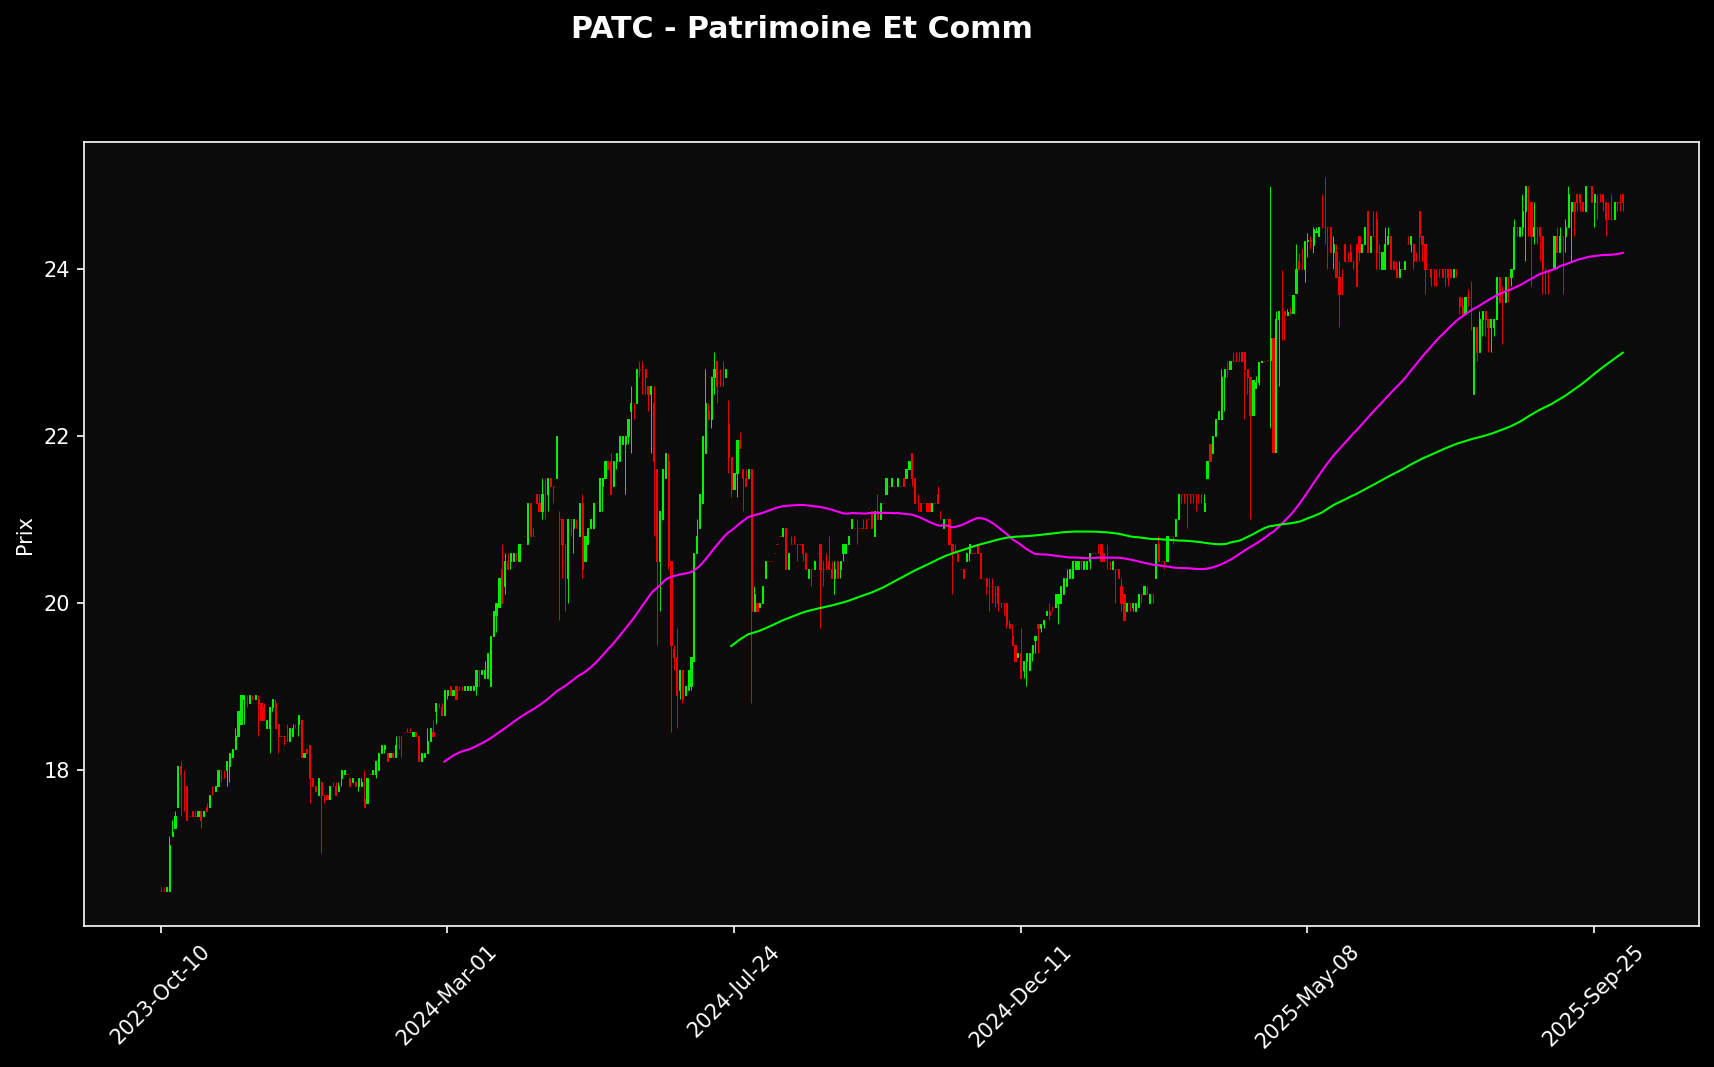 PATC - Patrimoine Et Comm
Prix
24
22
20
18
2023-Oct-10
2024-Mar-01
2024-Jul-24
2024-Dec-11
2025-May-08
2025-Sep-25